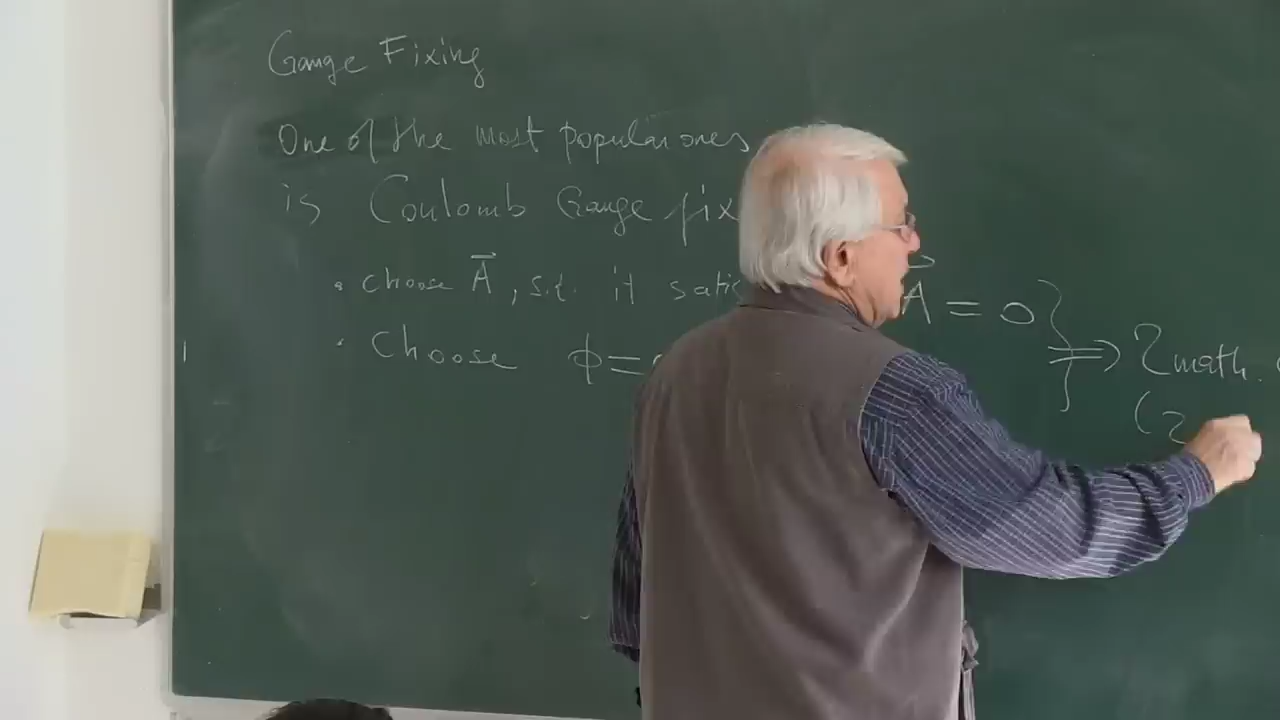 Gauge Fixing
One of the most popular ones
is Coulomb Gauge fix
• choose A⃗, s.t. it satis A⃗ = 0
• Choose ϕ = ⟹ 2 math.
(2